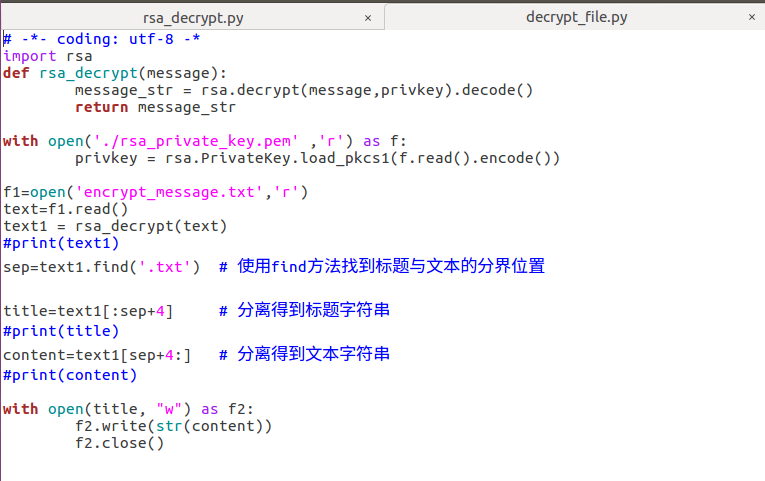 rsa_decrypt.py × decrypt_file.py ×
# -*- coding: utf-8 -*
import rsa
def rsa_decrypt(message):
        message_str = rsa.decrypt(message,privkey).decode()
        return message_str
with open('./rsa_private_key.pem' ,'r') as f:
        privkey = rsa.PrivateKey.load_pkcs1(f.read().encode())
f1=open('encrypt_message.txt','r')
text=f1.read()
text1 = rsa_decrypt(text)
#print(text1)
sep=text1.find('.txt')  # 使用find方法找到标题与文本的分界位置
title=text1[:sep+4]     # 分离得到标题字符串
#print(title)
content=text1[sep+4:]   # 分离得到文本字符串
#print(content)
with open(title, "w") as f2:
        f2.write(str(content))
        f2.close()